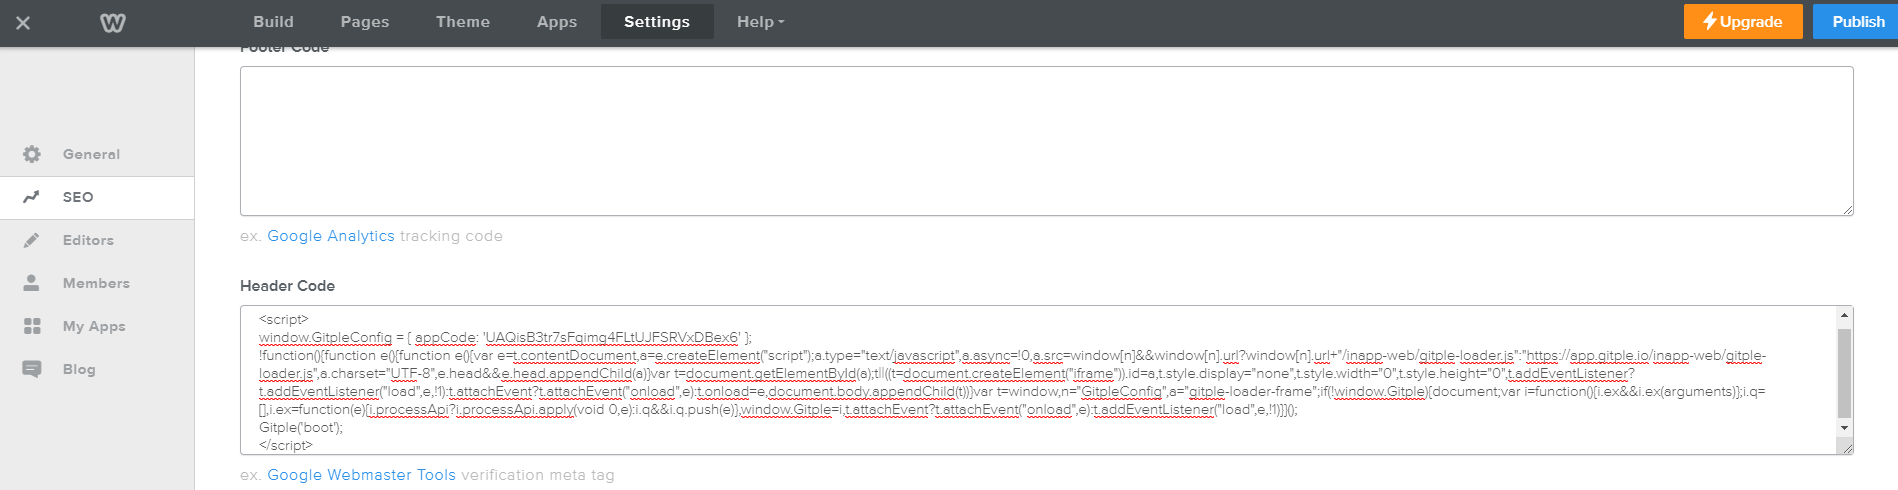 Build Pages Theme Apps Settings Help Upgrade Publish
Footer Code
General
SEO
Editors
Members
My Apps
Blog
ex. Google Analytics tracking code
Header Code
<script>
window.GitpleConfig = { appCode: 'UAQisB3tr7sFqimq4FLtUJFSRVxDBex6' };
!function(){function e(){function e(){var e=t.contentDocument,a=e.createElement("script");a.type="text/javascript",a.async=!0,a.src=window[n]&&window[n].url?window[n].url+"/inapp-web/gitple-loader.js":"https://app.gitple.io/inapp-web/gitple-
loader.js",a.charset="UTF-8",e.head&&e.head.appendChild(a)}var t=document.getElementById(a);t||((t=document.createElement("iframe")).id=a,t.style.display="none",t.style.width="0",t.style.height="0",t.addEventListener?
t.addEventListener("load",e,!1):t.attachEvent?t.attachEvent("onload",e):t.onload=e,document.body.appendChild(t))}var t=window,n="GitpleConfig",a="gitple-loader-frame";if(!window.Gitple){document;var i=function(){i.ex&&i.ex(arguments)};i.q=
[],i.ex=function(e){i.processApi?i.processApi.apply(void 0,e):i.q&&i.q.push(e)},window.Gitple=i,t.attachEvent?t.attachEvent("onload",e):t.addEventListener("load",e,!1)}}();
Gitple('boot');
</script>
ex. Google Webmaster Tools verification meta tag